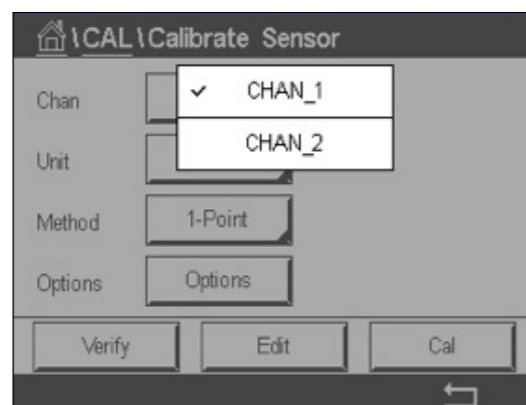 \CAL\Calibrate Sensor
Chan
CHAN_1
CHAN_2
Unit
Method
1-Point
Options
Options
Verify
Edit
Cal